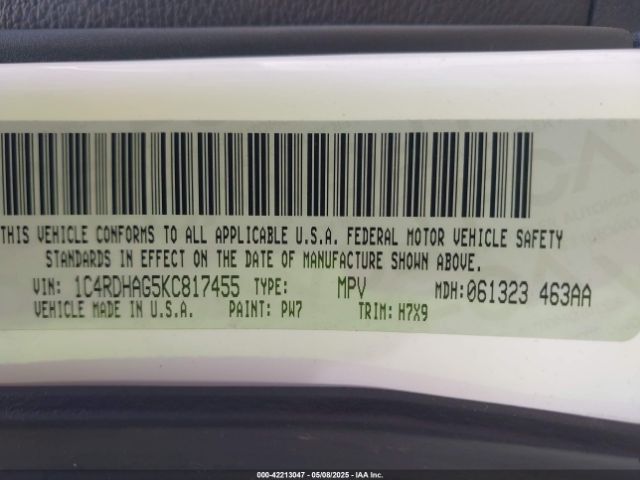 THIS VEHICLE CONFORMS TO ALL APPLICABLE U.S.A. FEDERAL MOTOR VEHICLE SAFETY
STANDARDS IN EFFECT ON THE DATE OF MANUFACTURE SHOWN ABOVE.
VIN: 1C4RDHAG5KC817455 TYPE: MPV MDH:061323 463AA
VEHICLE MADE IN U.S.A. PAINT: PW7 TRIM: H7X9
000-42213047 - 05/08/2025 - IAA Inc.